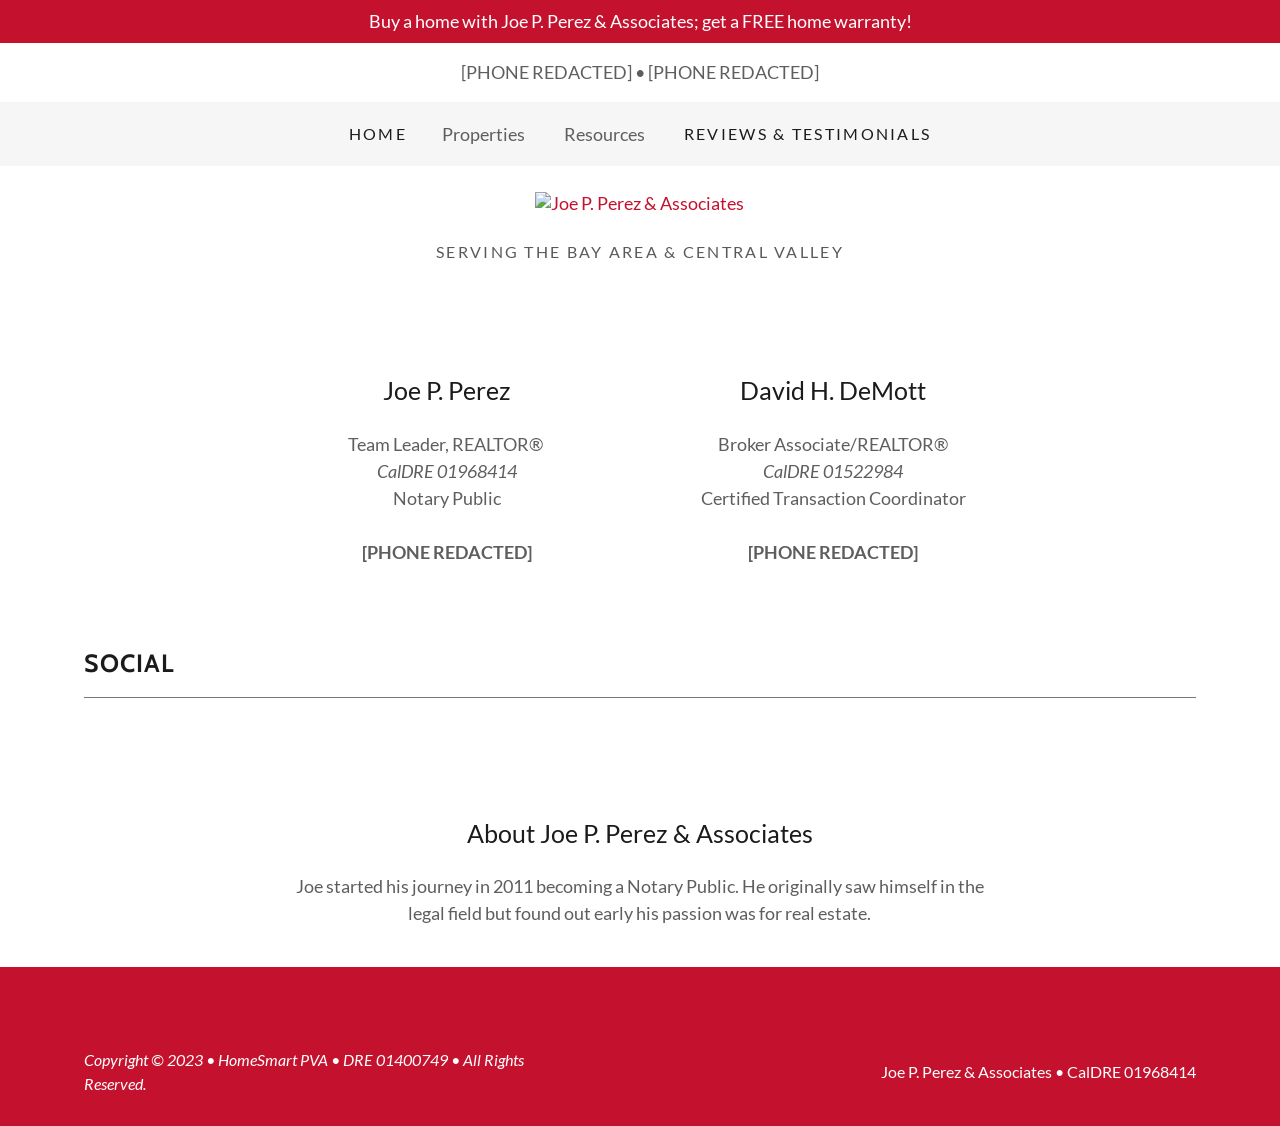 Buy a home with Joe P. Perez & Associates; get a FREE home warranty!
[PHONE REDACTED] • [PHONE REDACTED]
HOME Properties Resources REVIEWS & TESTIMONIALS
Joe P. Perez & Associates
SERVING THE BAY AREA & CENTRAL VALLEY
Joe P. Perez
Team Leader, REALTOR®
CalDRE 01968414
Notary Public
[PHONE REDACTED]
David H. DeMott
Broker Associate/REALTOR®
CalDRE 01522984
Certified Transaction Coordinator
[PHONE REDACTED]
SOCIAL
About Joe P. Perez & Associates
Joe started his journey in 2011 becoming a Notary Public. He originally saw himself in the
legal field but found out early his passion was for real estate.
Copyright © 2023 • HomeSmart PVA • DRE 01400749 • All Rights
Reserved.
Joe P. Perez & Associates • CalDRE 01968414